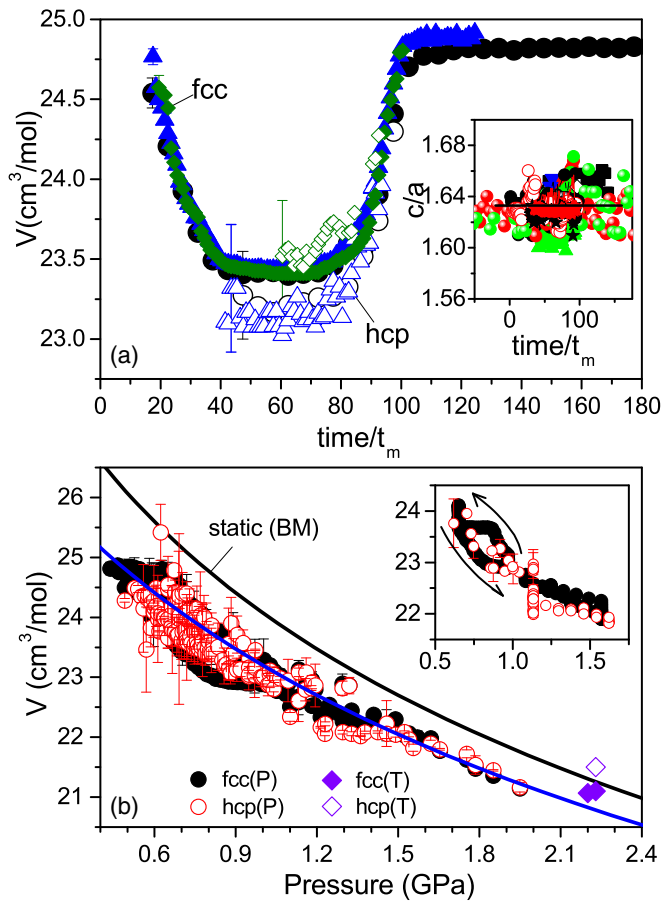 25.0
24.5
24.0
23.5
23.0
V(cm³/mol)
fcc
hcp
(a)
0 20 40 60 80 100 120 140 160 180
time/tₘ
1.68
1.64
1.60
1.56
c/a
0 100
time/tₘ
26
25
24
23
22
21
V (cm³/mol)
static (BM)
24
23
22
0.5 1.0 1.5
fcc(P) fcc(T)
hcp(P) hcp(T)
(b)
0.6 0.9 1.2 1.5 1.8 2.1 2.4
Pressure (GPa)